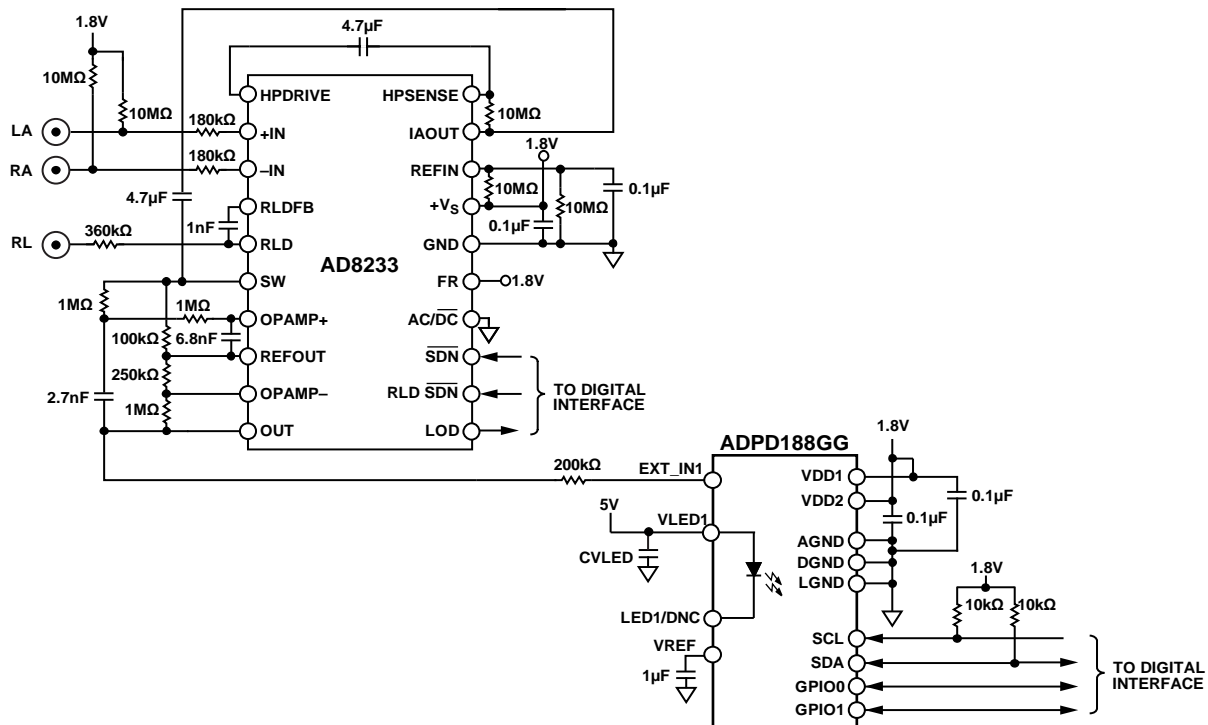 1.8V
4.7µF
10MΩ
10MΩ
LA
RA
RL
180kΩ
180kΩ
4.7µF
360kΩ
1nF
HPDRIVE
+IN
–IN
RLDFB
RLD
SW
OPAMP+
REFOUT
OPAMP–
OUT
AD8233
HPSENSE
IAOUT
REFIN
+VS
GND
FR
AC/DC
SDN
RLD SDN
LOD
10MΩ
1.8V
10MΩ
0.1µF
10MΩ
0.1µF
1.8V
TO DIGITAL
INTERFACE
1MΩ
1MΩ
100kΩ
6.8nF
250kΩ
1MΩ
2.7nF
200kΩ
ADPD188GG
EXT_IN1
5V
VLED1
CVLED
LED1/DNC
VREF
1µF
VDD1
VDD2
AGND
DGND
LGND
SCL
SDA
GPIO0
GPIO1
1.8V
0.1µF
0.1µF
1.8V
10kΩ
10kΩ
TO DIGITAL
INTERFACE